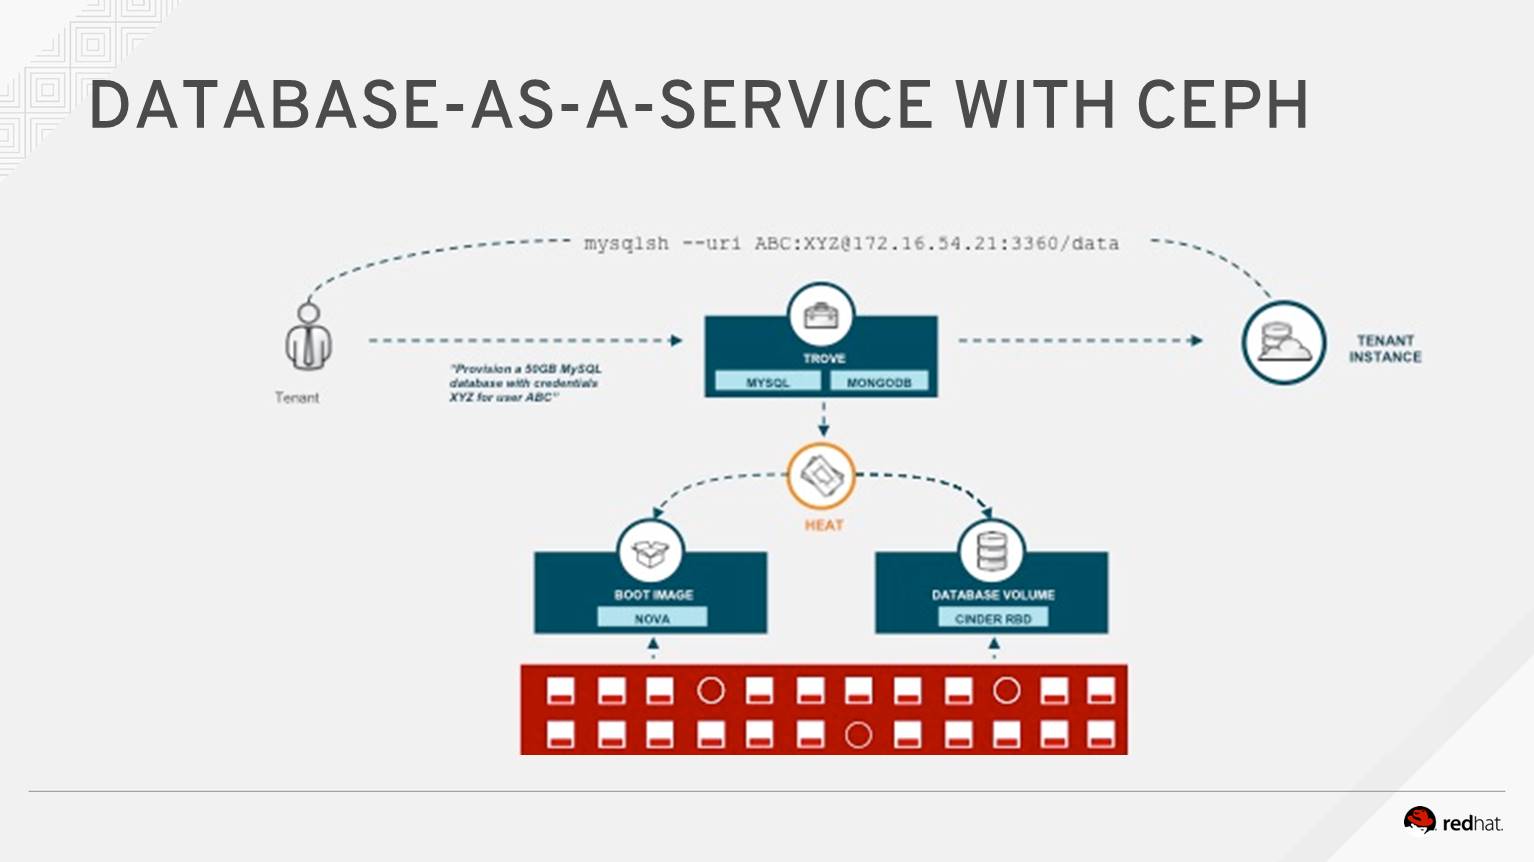 DATABASE-AS-A-SERVICE WITH CEPH
mysqlsh --uri ABC:XYZ@172.16.54.21:3360/data
Tenant
"Provision a 50GB MySQL
database with credentials
XYZ for user ABC"
TROVE
MYSQL MONGODB
TENANT
INSTANCE
HEAT
BOOT IMAGE
NOVA
DATABASE VOLUME
CINDER RBD
redhat.